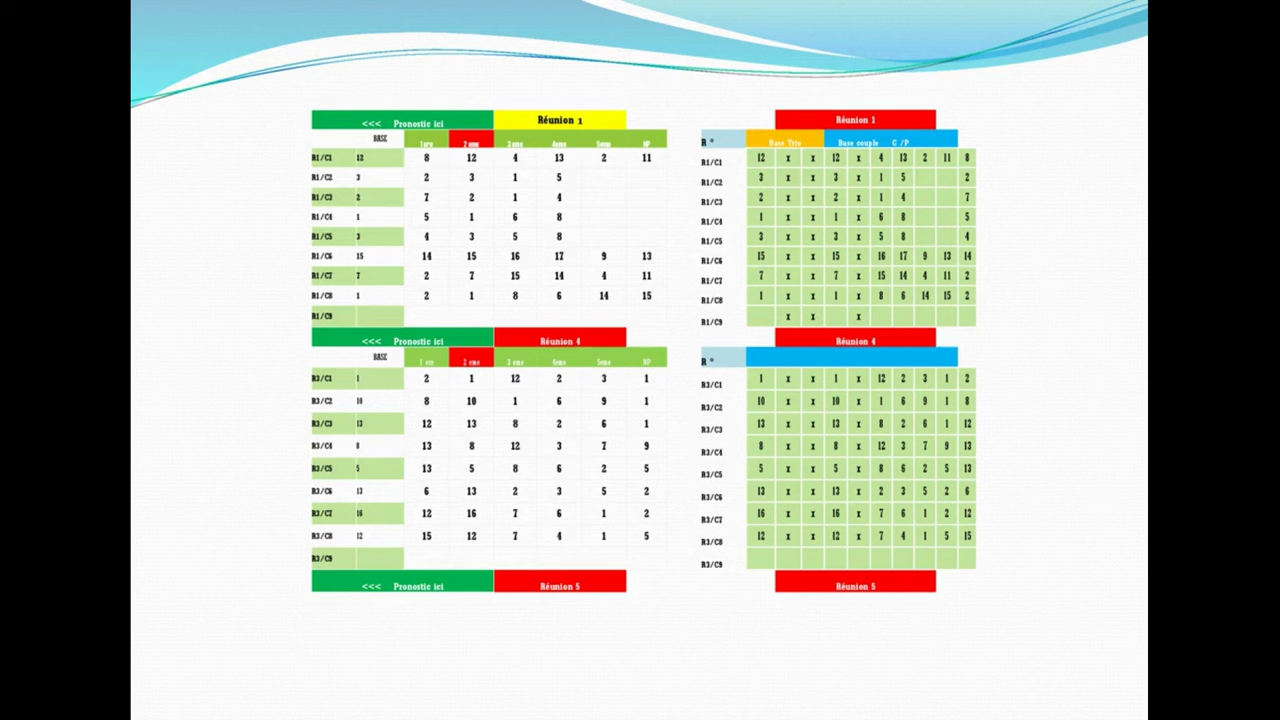 <<< Pronostic ici Réunion 1 Réunion 1
BASE 1ere 2 eme 3 eme 4eme 5eme NP R ° Base Trio Base couple G /P
R1/C1 12 8 12 4 13 2 11 R1/C1 12 x x 12 x 4 13 2 11 8
R1/C2 3 2 3 1 5 R1/C2 3 x x 3 x 1 5 2
R1/C3 2 7 2 1 4 R1/C3 2 x x 2 x 1 4 7
R1/C4 1 5 1 6 8 R1/C4 1 x x 1 x 6 8 5
R1/C5 3 4 3 5 8 R1/C5 3 x x 3 x 5 8 4
R1/C6 15 14 15 16 17 9 13 R1/C6 15 x x 15 x 16 17 9 13 14
R1/C7 7 2 7 15 14 4 11 R1/C7 7 x x 7 x 15 14 4 11 2
R1/C8 1 2 1 8 6 14 15 R1/C8 1 x x 1 x 8 6 14 15 2
R1/C9 R1/C9 x x x
<<< Pronostic ici Réunion 4 Réunion 4
BASE 1 ere 2 eme 3 eme 4eme 5eme NP R °
R3/C1 1 2 1 12 2 3 1 R3/C1 1 x x 1 x 12 2 3 1 2
R3/C2 10 8 10 1 6 9 1 R3/C2 10 x x 10 x 1 6 9 1 8
R3/C3 13 12 13 8 2 6 1 R3/C3 13 x x 13 x 8 2 6 1 12
R3/C4 8 13 8 12 3 7 9 R3/C4 8 x x 8 x 12 3 7 9 13
R3/C5 5 13 5 8 6 2 5 R3/C5 5 x x 5 x 8 6 2 5 13
R3/C6 13 6 13 2 3 5 2 R3/C6 13 x x 13 x 2 3 5 2 6
R3/C7 16 12 16 7 6 1 2 R3/C7 16 x x 16 x 7 6 1 2 12
R3/C8 12 15 12 7 4 1 5 R3/C8 12 x x 12 x 7 4 1 5 15
R3/C9 R3/C9
<<< Pronostic ici Réunion 5 Réunion 5